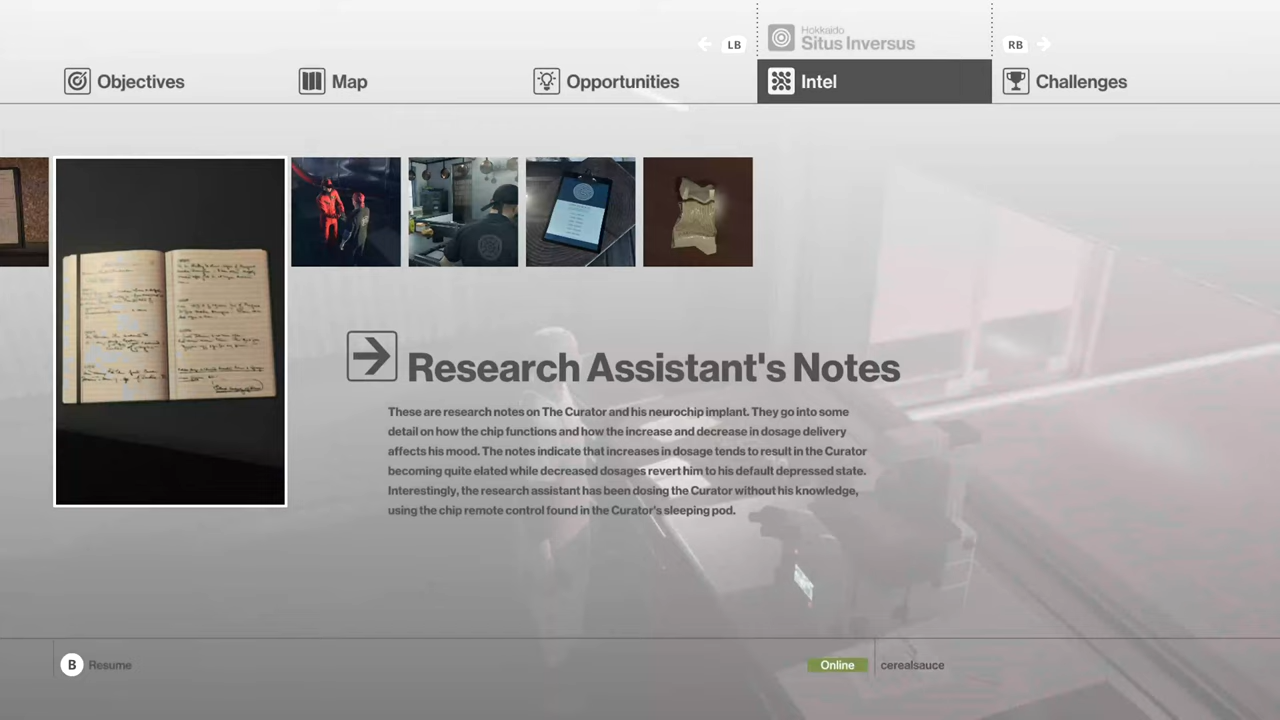 Hokkaido
LB
Situs Inversus
RB
Objectives
Map
Opportunities
Intel
Challenges
Research Assistant's Notes
These are research notes on The Curator and his neurochip implant. They go into some
detail on how the chip functions and how the increase and decrease in dosage delivery
affects his mood. The notes indicate that increases in dosage tends to result in the Curator
becoming quite elated while decreased dosages revert him to his default depressed state.
Interestingly, the research assistant has been dosing the Curator without his knowledge,
using the chip remote control found in the Curator's sleeping pod.
B Resume
Online
cerealsauce